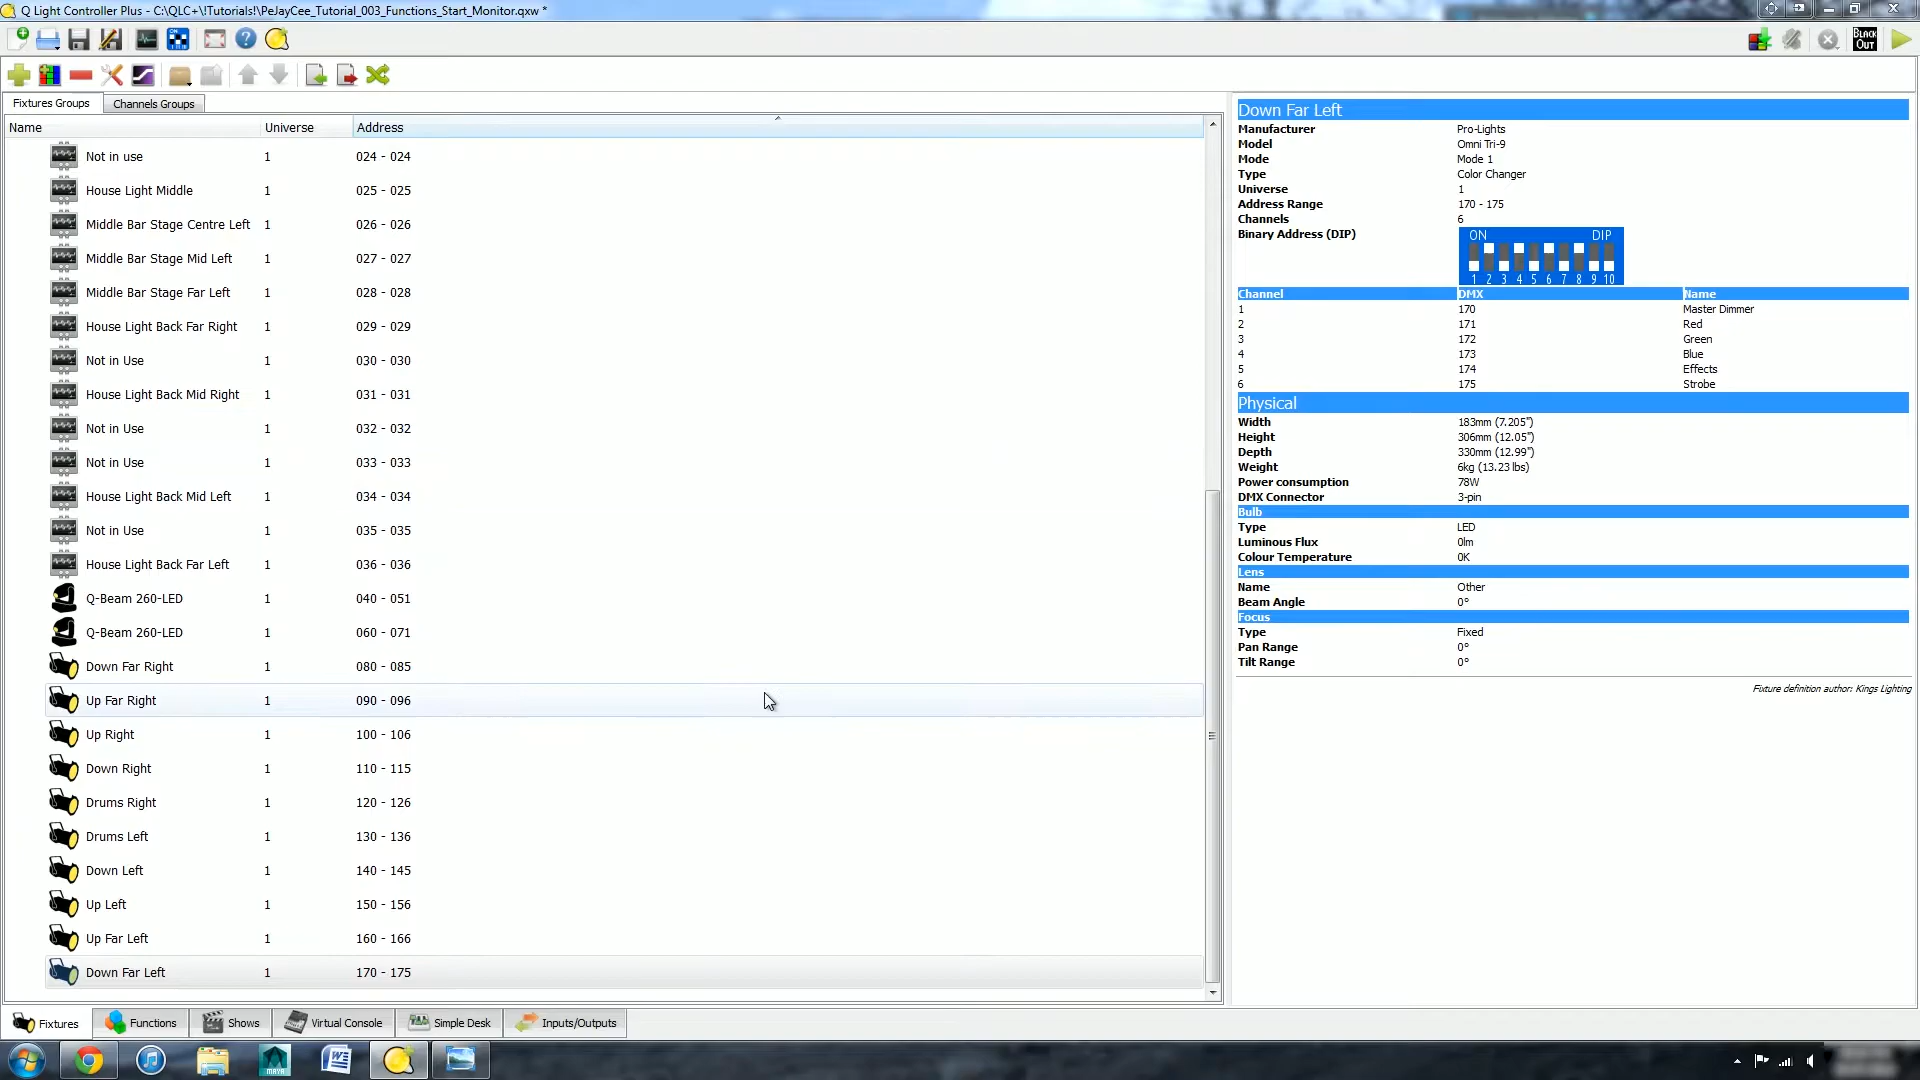 Q Light Controller Plus - C:\QLC+\!Tutorials!\PeJayCee_Tutorial_003_Functions_Start_Monitor.qxw *
BLACK OUT
Fixtures Groups Channels Groups
Name Universe Address
Not in use 1 024 - 024
House Light Middle 1 025 - 025
Middle Bar Stage Centre Left 1 026 - 026
Middle Bar Stage Mid Left 1 027 - 027
Middle Bar Stage Far Left 1 028 - 028
House Light Back Far Right 1 029 - 029
Not in Use 1 030 - 030
House Light Back Mid Right 1 031 - 031
Not in Use 1 032 - 032
Not in Use 1 033 - 033
House Light Back Mid Left 1 034 - 034
Not in Use 1 035 - 035
House Light Back Far Left 1 036 - 036
Q-Beam 260-LED 1 040 - 051
Q-Beam 260-LED 1 060 - 071
Down Far Right 1 080 - 085
Up Far Right 1 090 - 096
Up Right 1 100 - 106
Down Right 1 110 - 115
Drums Right 1 120 - 126
Drums Left 1 130 - 136
Down Left 1 140 - 145
Up Left 1 150 - 156
Up Far Left 1 160 - 166
Down Far Left 1 170 - 175
Down Far Left
Manufacturer Pro-Lights
Model Omni Tri-9
Mode Mode 1
Type Color Changer
Universe 1
Address Range 170 - 175
Channels 6
Binary Address (DIP)
ON DIP
1 2 3 4 5 6 7 8 9 10
Channel DMX Name
1 170 Master Dimmer
2 171 Red
3 172 Green
4 173 Blue
5 174 Effects
6 175 Strobe
Physical
Width 183mm (7.205")
Height 306mm (12.05")
Depth 330mm (12.99")
Weight 6kg (13.23 lbs)
Power consumption 78W
DMX Connector 3-pin
Bulb
Type LED
Luminous Flux 0lm
Colour Temperature 0K
Lens
Name Other
Beam Angle 0°
Focus
Type Fixed
Pan Range 0°
Tilt Range 0°
Fixture definition author: Kings Lighting
Fixtures Functions Shows Virtual Console Simple Desk Inputs/Outputs
MAYA